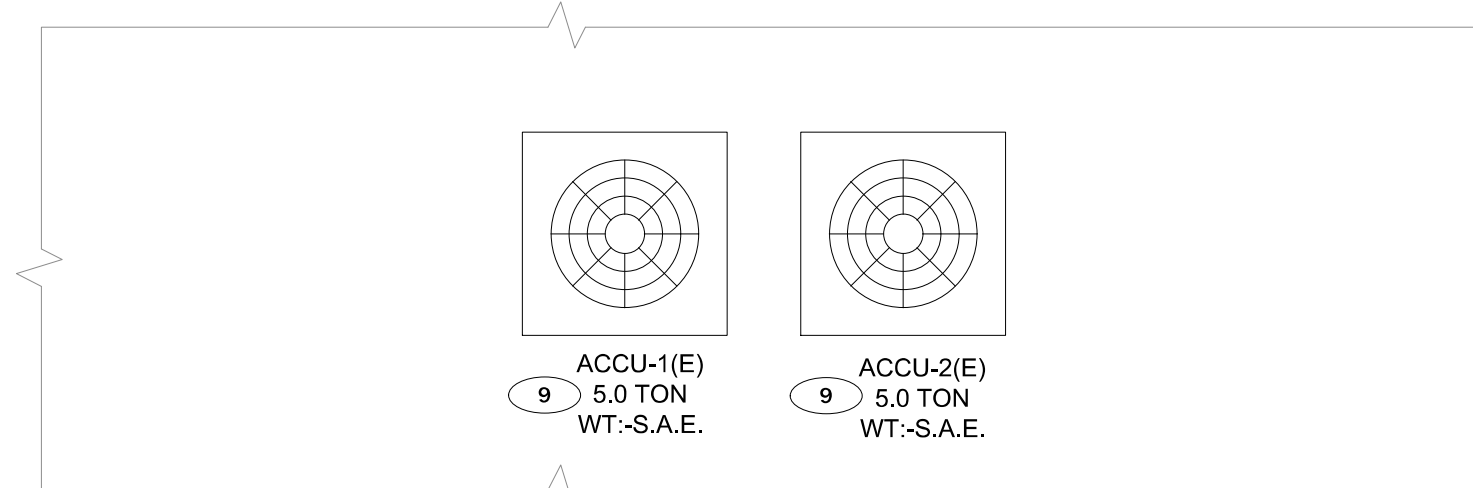 ACCU-1(E)
9 5.0 TON
WT:-S.A.E.
ACCU-2(E)
9 5.0 TON
WT:-S.A.E.